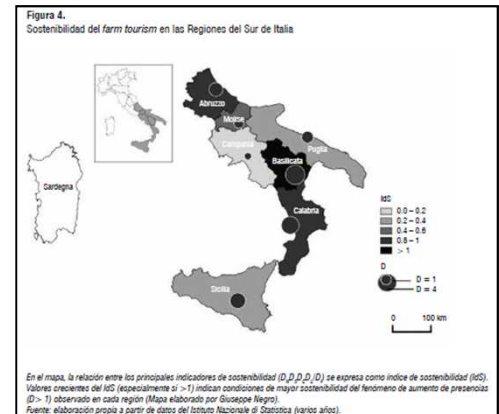 Figura 4.
Sostenibilidad del farm tourism en las Regiones del Sur de Italia
Abruzzo
Molise
Campania
Puglia
Basilicata
Sardegna
Calabria
Sicilia
IdS
0.0 – 0.2
0.2 – 0.4
0.4 – 0.6
0.8 – 1
> 1
D
D = 1
D = 4
0 100 km
En el mapa, la relación entre los principales indicadores de sostenibilidad se expresa como índice de sostenibilidad (IdS).
Valores crecientes del IdS (especialmente si >1) indican condiciones de mayor sostenibilidad del fenómeno de aumento de presencias
(D> 1) observado en cada región (Mapa elaborado por Giuseppe Negro).
Fuente: elaboración propia a partir de datos del Istituto Nazionale di Statistica (varios años).